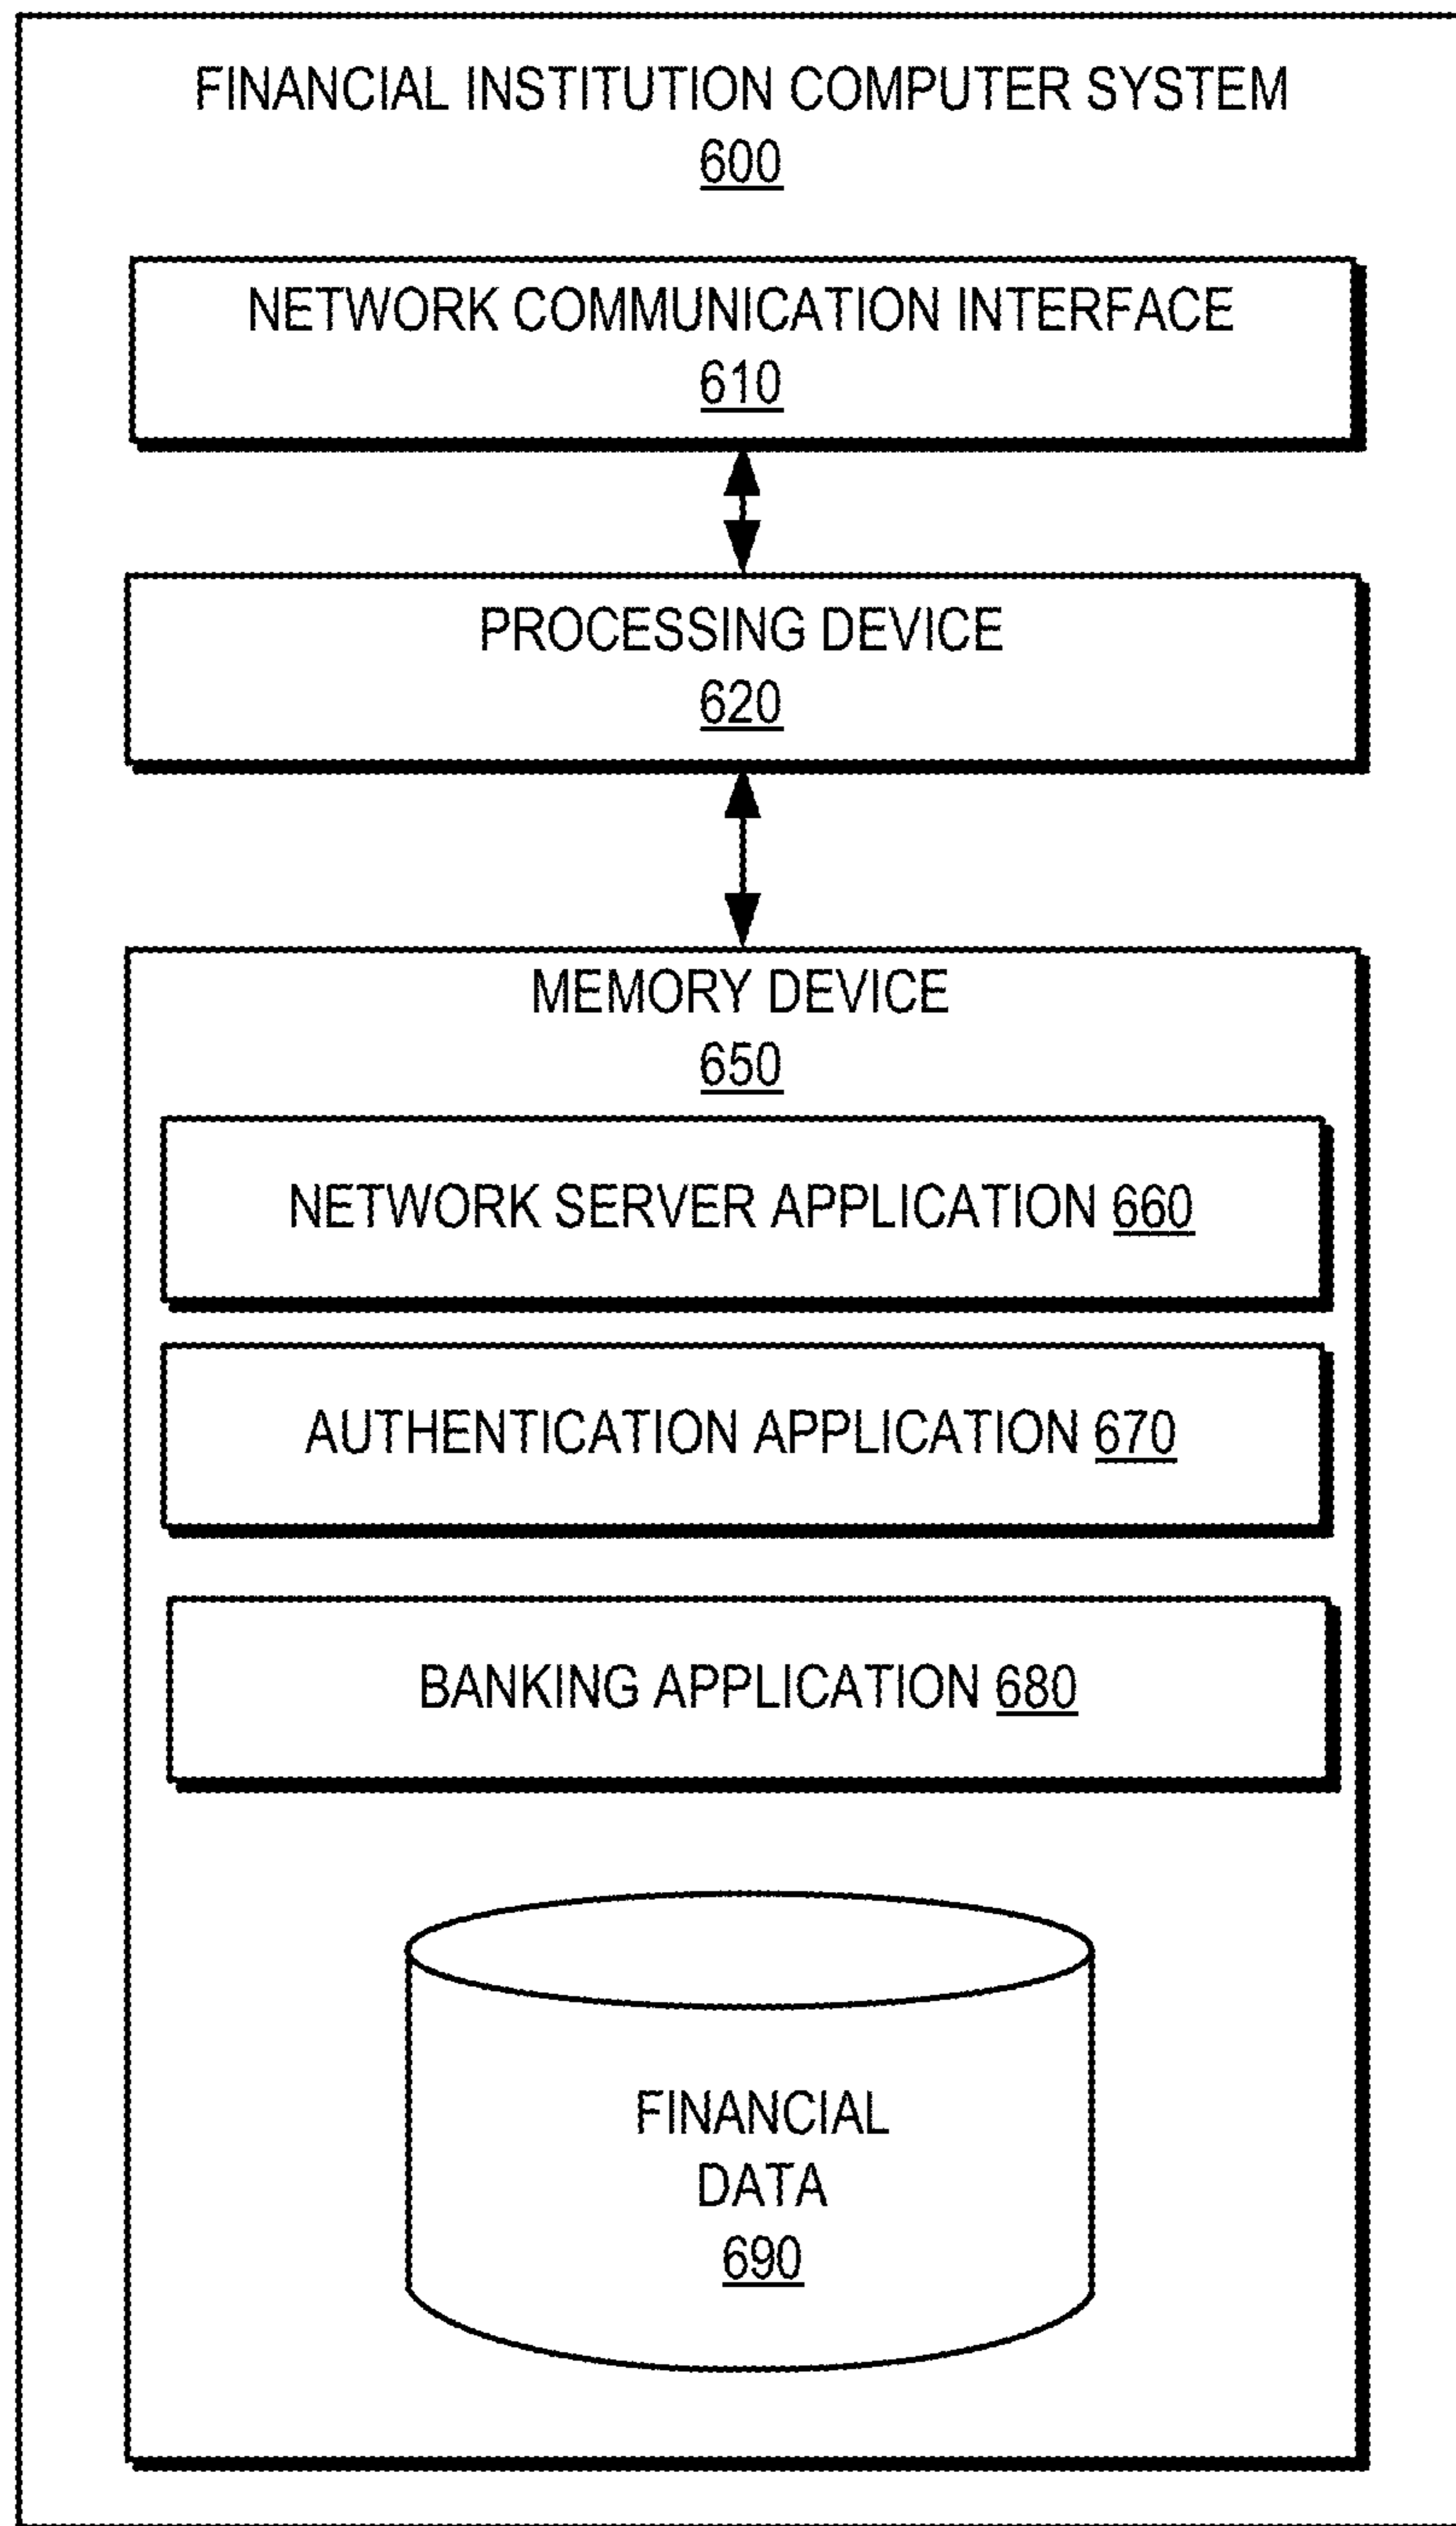 FINANCIAL INSTITUTION COMPUTER SYSTEM
600
NETWORK COMMUNICATION INTERFACE
610
PROCESSING DEVICE
620
MEMORY DEVICE
650
NETWORK SERVER APPLICATION 660
AUTHENTICATION APPLICATION 670
BANKING APPLICATION 680
FINANCIAL
DATA
690